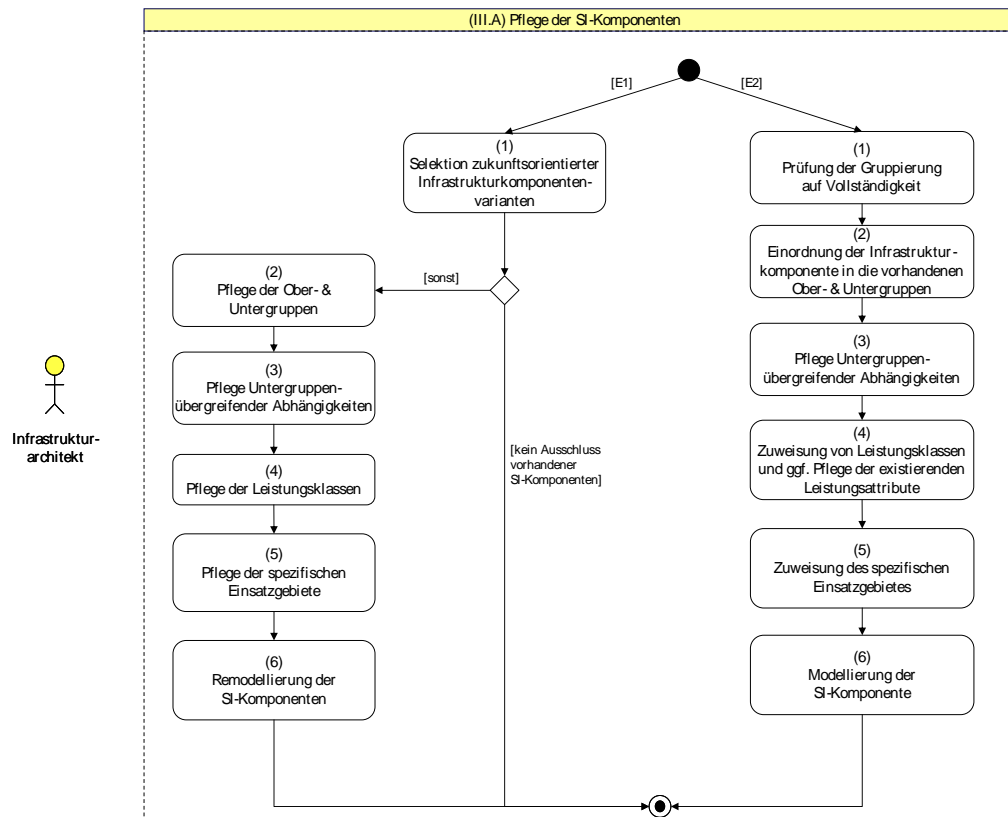 (III.A) Pflege der SI-Komponenten
[E1]
[E2]
(1)
Selektion zukunftsorientierter
Infrastrukturkomponenten-
varianten
(1)
Prüfung der Gruppierung
auf Vollständigkeit
[sonst]
(2)
Pflege der Ober- &
Untergruppen
(2)
Einordnung der Infrastruktur-
komponente in die vorhandenen
Ober- & Untergruppen
(3)
Pflege Untergruppen-
übergreifender Abhängigkeiten
(3)
Pflege Untergruppen-
übergreifender Abhängigkeiten
Infrastruktur-
architekt
[kein Ausschluss
vorhandener
SI-Komponenten]
(4)
Pflege der Leistungsklassen
(4)
Zuweisung von Leistungsklassen
und ggf. Pflege der existierenden
Leistungsattribute
(5)
Pflege der spezifischen
Einsatzgebiete
(5)
Zuweisung des spezifischen
Einsatzgebietes
(6)
Remodellierung der
SI-Komponenten
(6)
Modellierung der
SI-Komponente